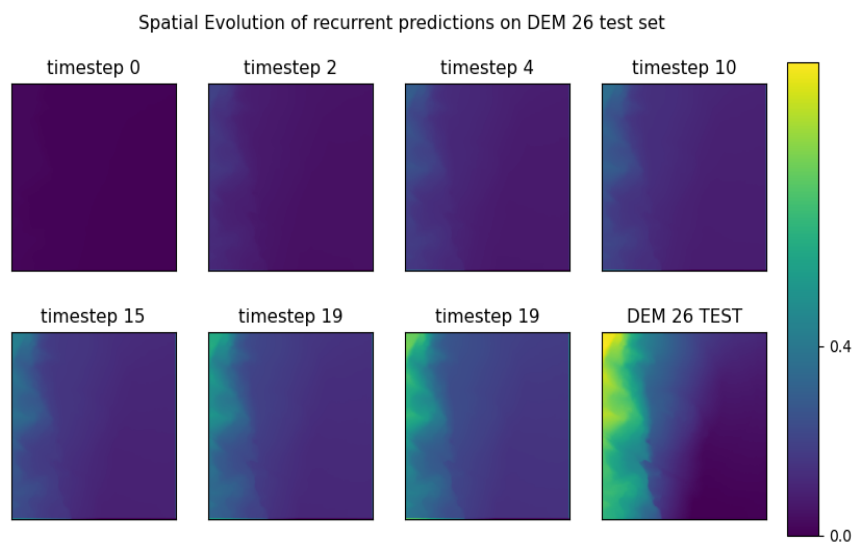 Spatial Evolution of recurrent predictions on DEM 26 test set
timestep 0
timestep 2
timestep 4
timestep 10
timestep 15
timestep 19
timestep 19
DEM 26 TEST
0.4
0.0